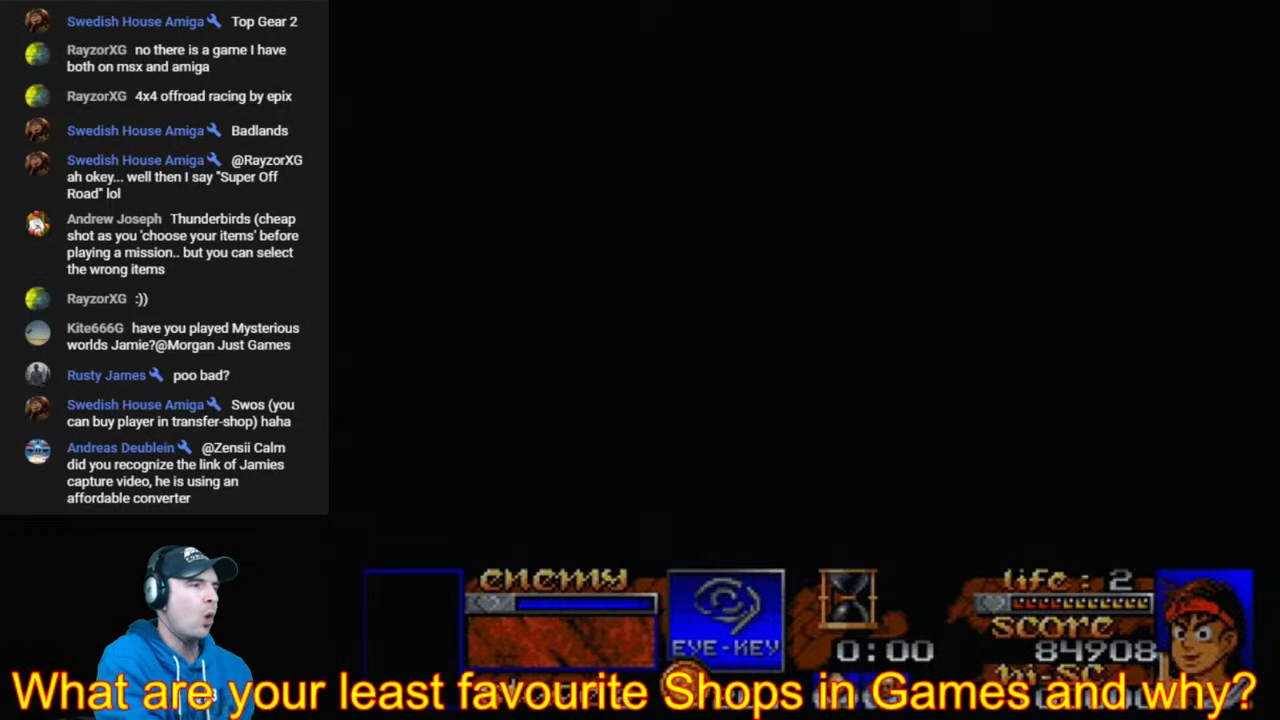 Swedish House Amiga Top Gear 2
RayzorXG no there is a game I have
both on msx and amiga
RayzorXG 4x4 offroad racing by epix
Swedish House Amiga Badlands
Swedish House Amiga @RayzorXG
ah okey... well then I say "Super Off
Road" lol
Andrew Joseph Thunderbirds (cheap
shot as you 'choose your items' before
playing a mission.. but you can select
the wrong items
RayzorXG :))
Kite666G have you played Mysterious
worlds Jamie?@Morgan Just Games
Rusty James poo bad?
Swedish House Amiga Swos (you
can buy player in transfer-shop) haha
Andreas Deublein @Zensii Calm
did you recognize the link of Jamies
capture video, he is using an
affordable converter
enemy
EYE-KEY
0:00
life: 2
score
84908
hi-sc
What are your least favourite Shops in Games and why?